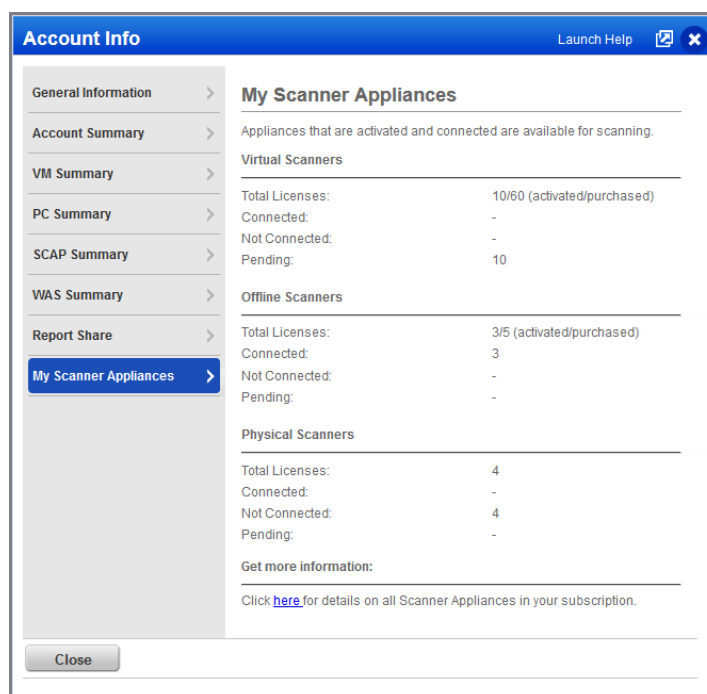 Account Info
Launch Help
General Information
Account Summary
VM Summary
PC Summary
SCAP Summary
WAS Summary
Report Share
My Scanner Appliances
My Scanner Appliances
Appliances that are activated and connected are available for scanning.
Virtual Scanners
Total Licenses: 10/60 (activated/purchased)
Connected: -
Not Connected: -
Pending: 10
Offline Scanners
Total Licenses: 3/5 (activated/purchased)
Connected: 3
Not Connected: -
Pending: -
Physical Scanners
Total Licenses: 4
Connected: -
Not Connected: 4
Pending: -
Get more information:
Click here for details on all Scanner Appliances in your subscription.
Close